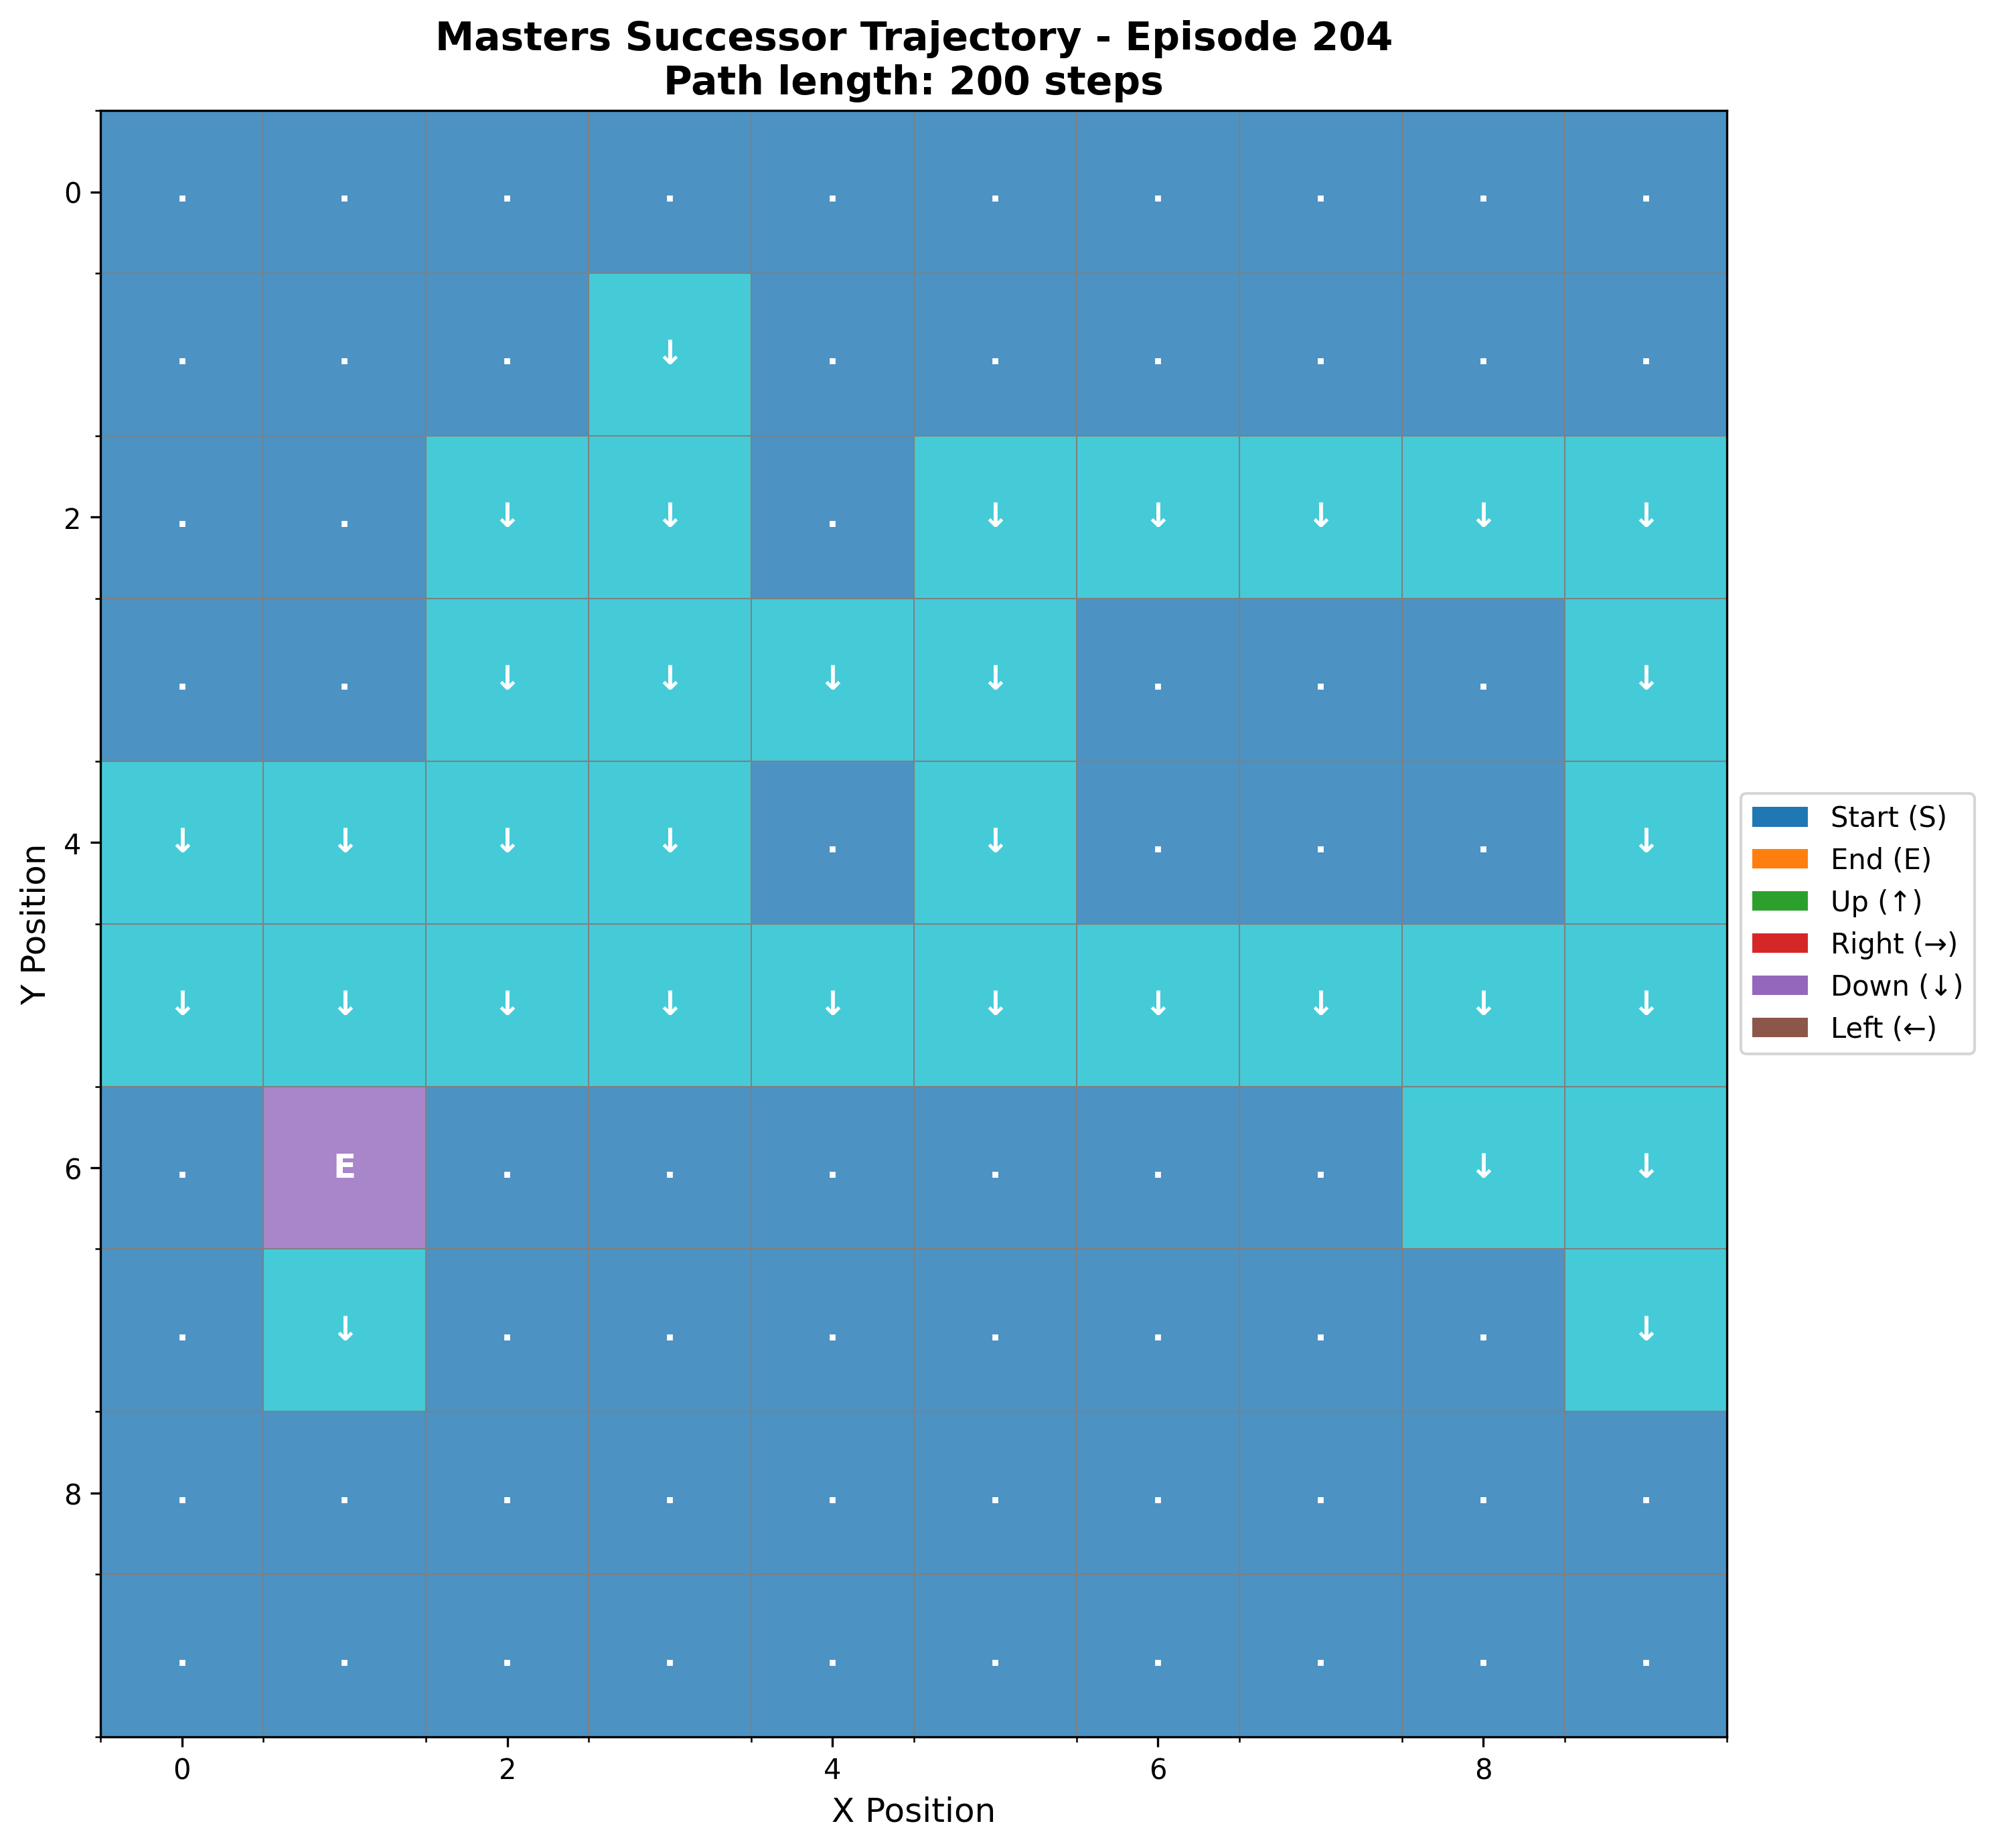 Masters Successor Trajectory - Episode 204
Path length: 200 steps
0 . . . . . . . . . .
. . . ↓ . . . . . .
2 . . ↓ ↓ . ↓ ↓ ↓ ↓ ↓
. . ↓ ↓ ↓ ↓ . . . ↓
4 ↓ ↓ ↓ ↓ . ↓ . . . ↓
↓ ↓ ↓ ↓ ↓ ↓ ↓ ↓ ↓ ↓
6 . E . . . . . . ↓ ↓
. ↓ . . . . . . . ↓
8 . . . . . . . . . .
. . . . . . . . . .
0 2 4 6 8
X Position
Y Position
Start (S)
End (E)
Up (↑)
Right (→)
Down (↓)
Left (←)